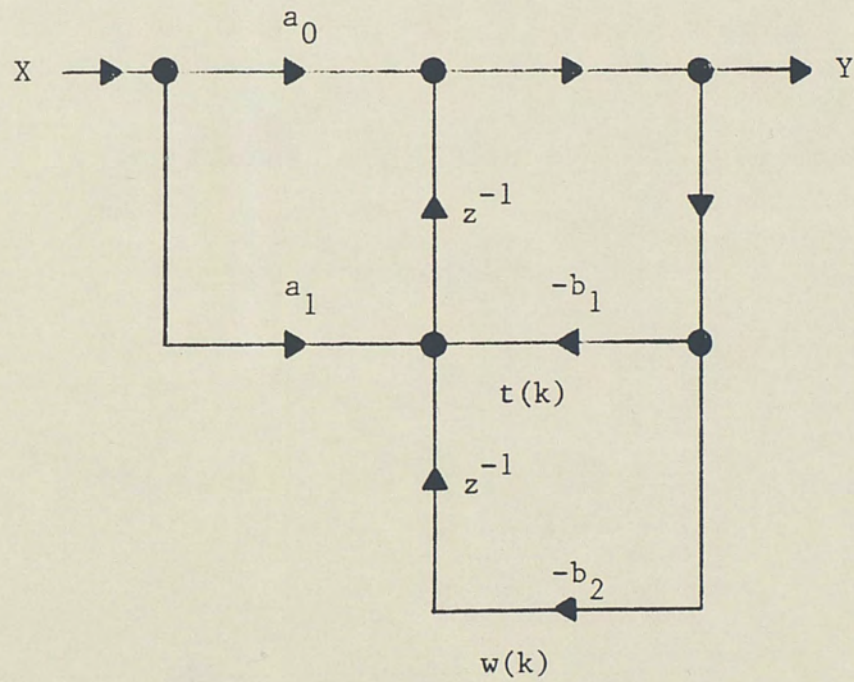 a₀
X Y
z⁻¹
a₁ -b₁
t(k)
z⁻¹
-b₂
w(k)